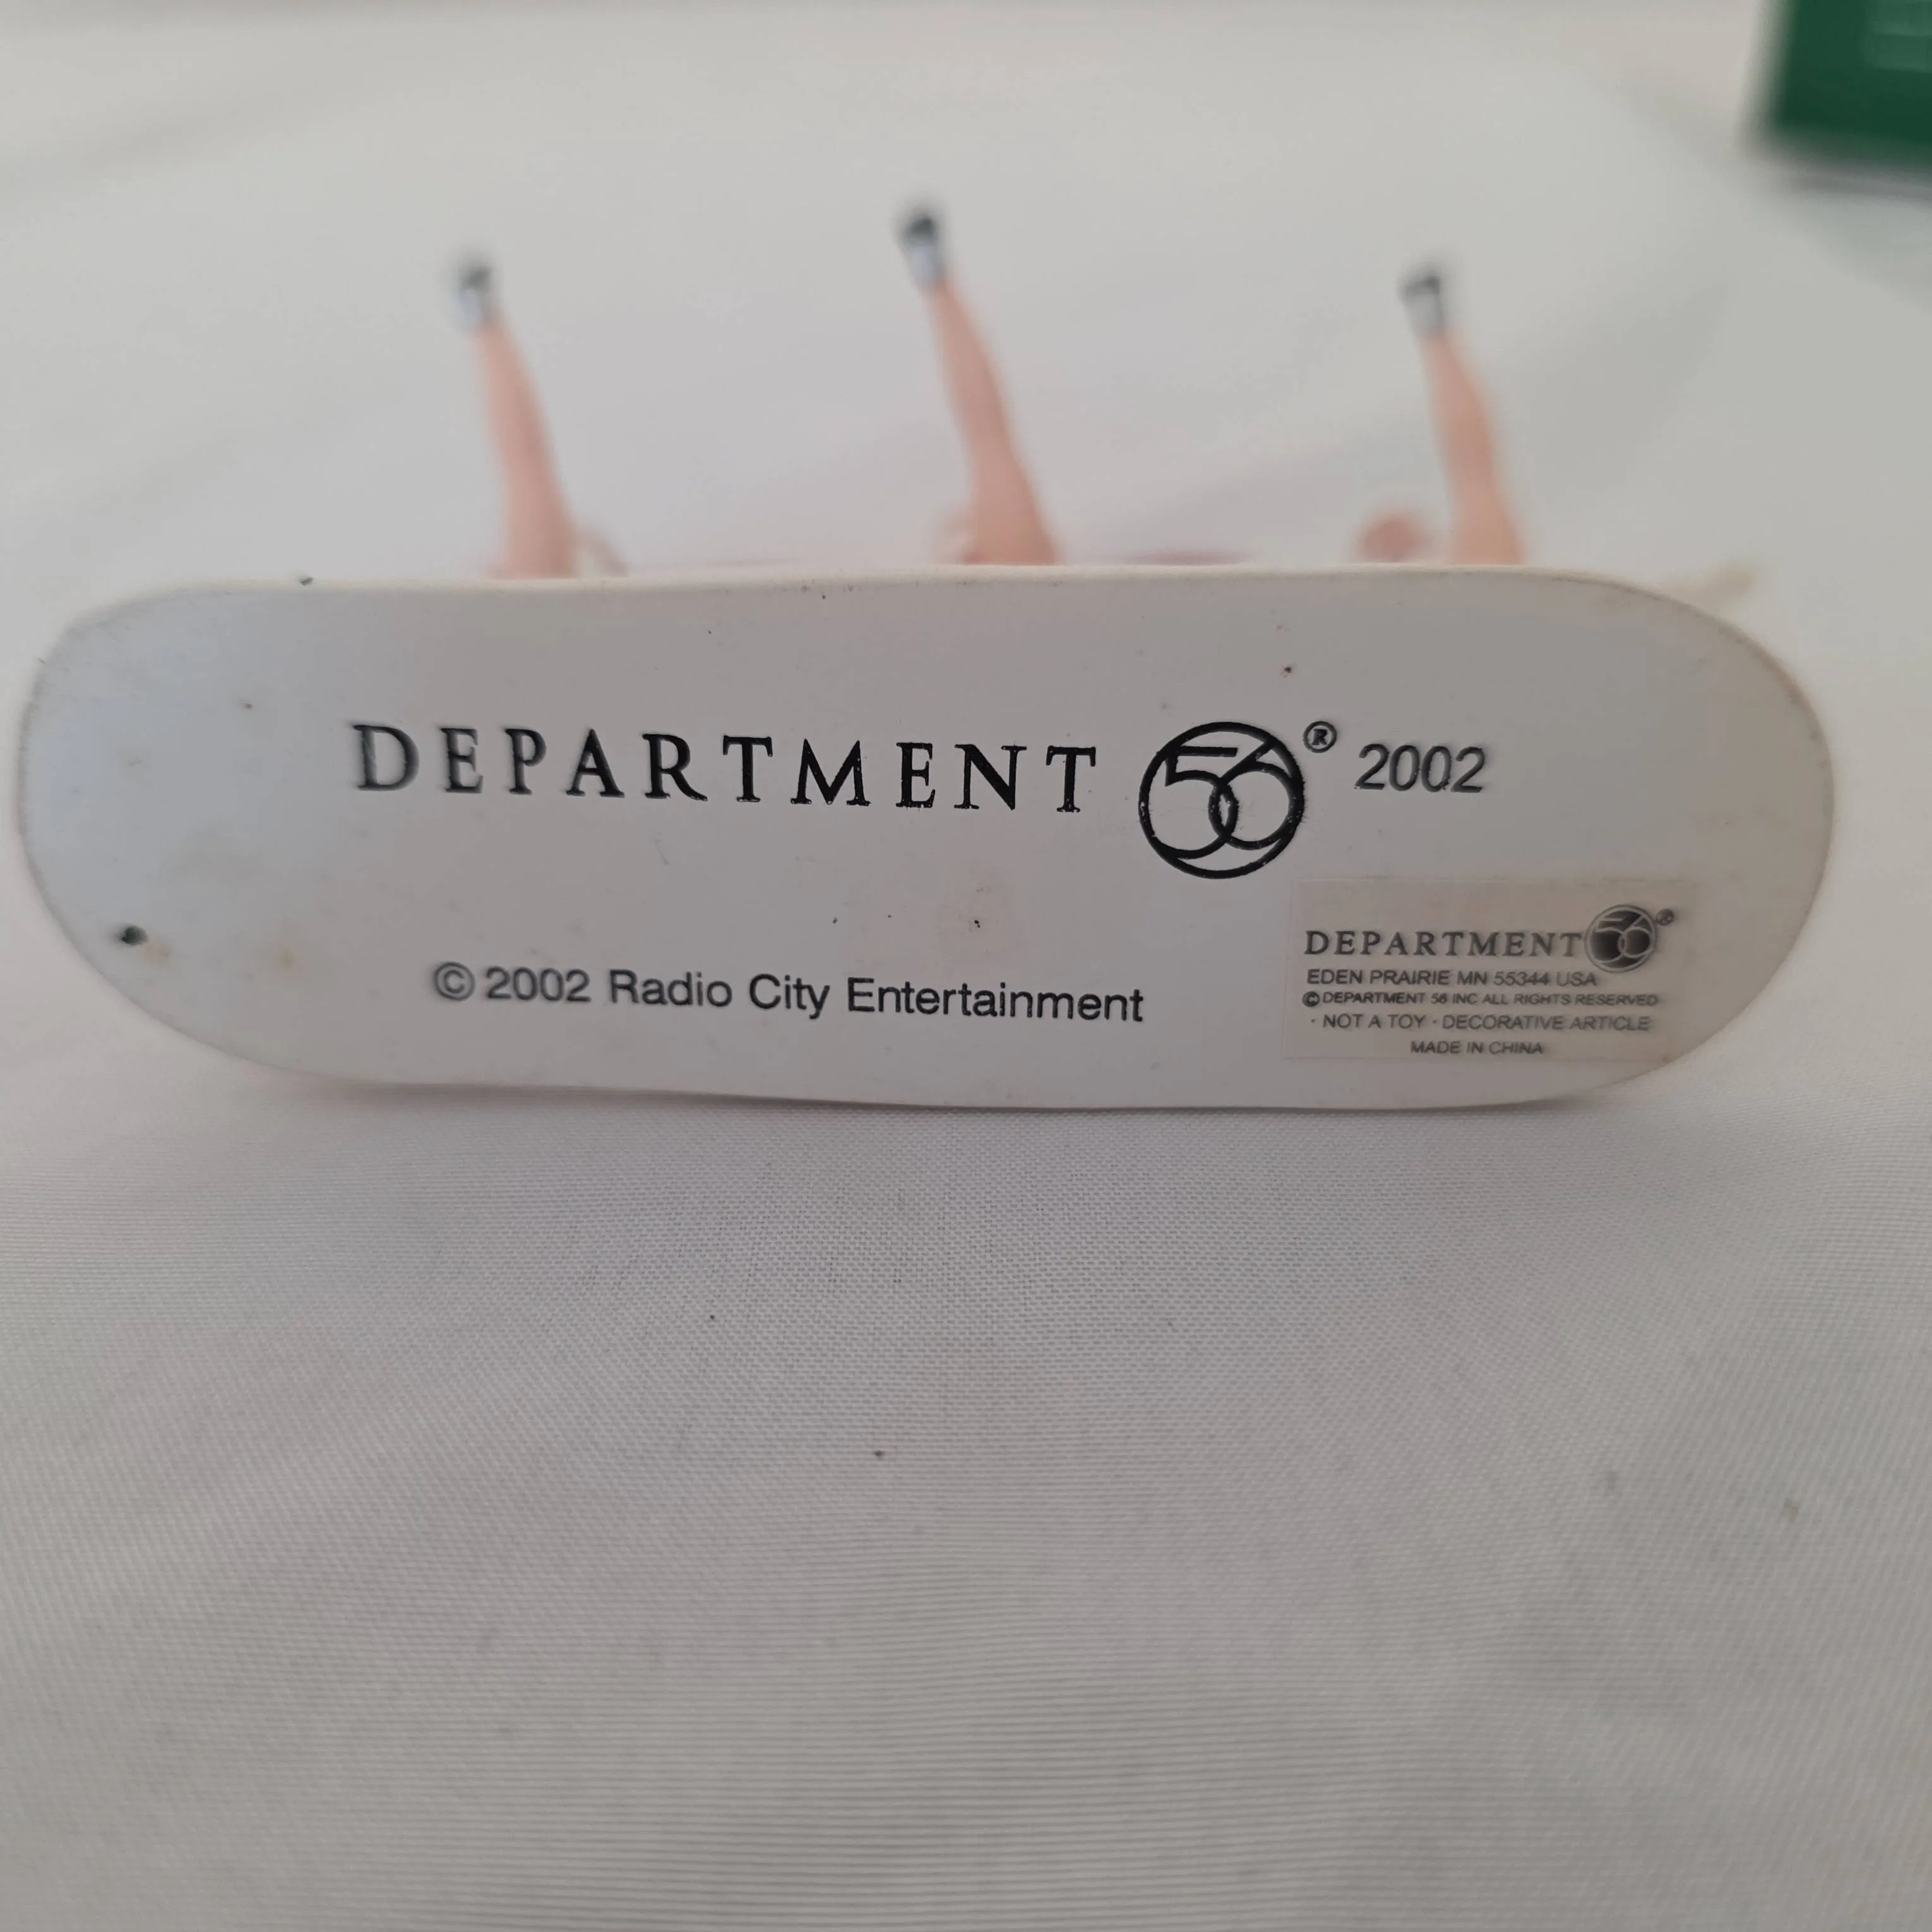 DEPARTMENT 56® 2002
© 2002 Radio City Entertainment
DEPARTMENT 56®
EDEN PRAIRIE MN 55344 USA
© DEPARTMENT 56 INC ALL RIGHTS RESERVED
· NOT A TOY · DECORATIVE ARTICLE
MADE IN CHINA